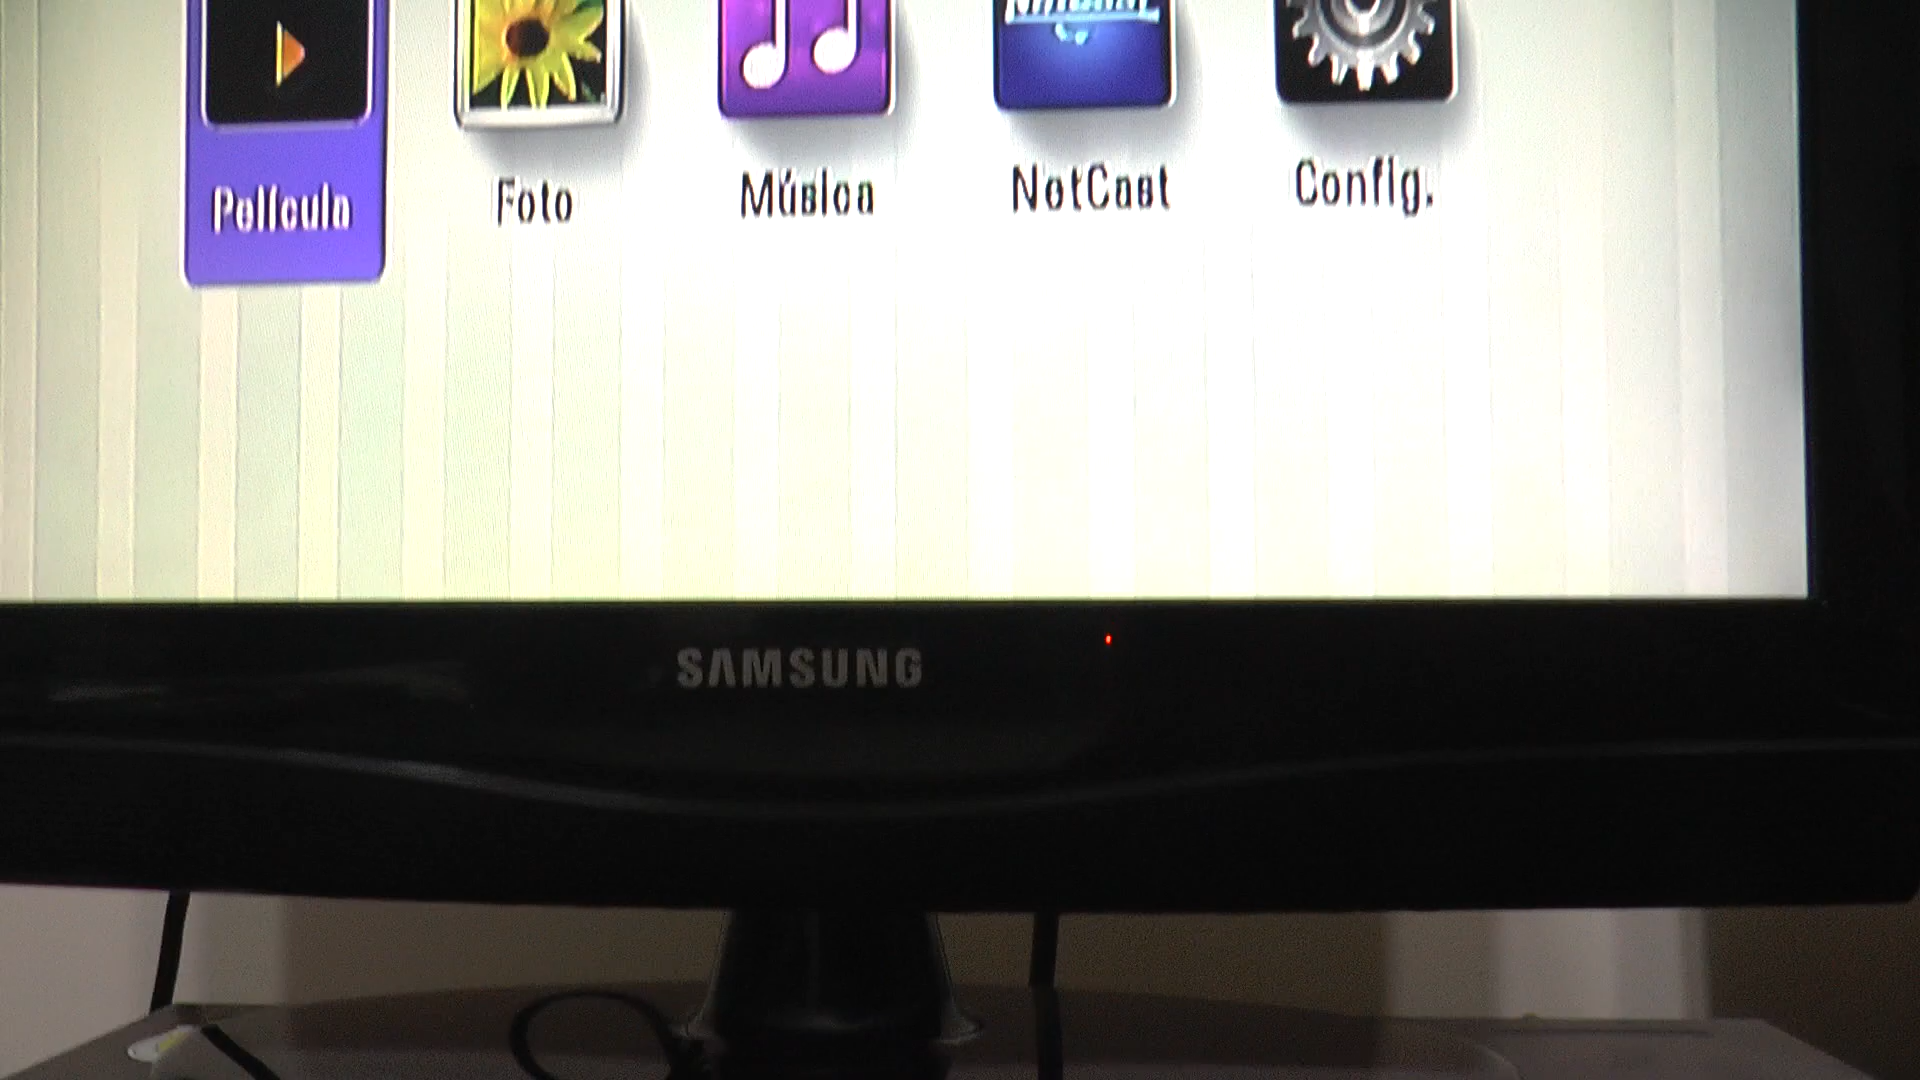 Película
Foto
Música
NetCast
Config.
SAMSUNG